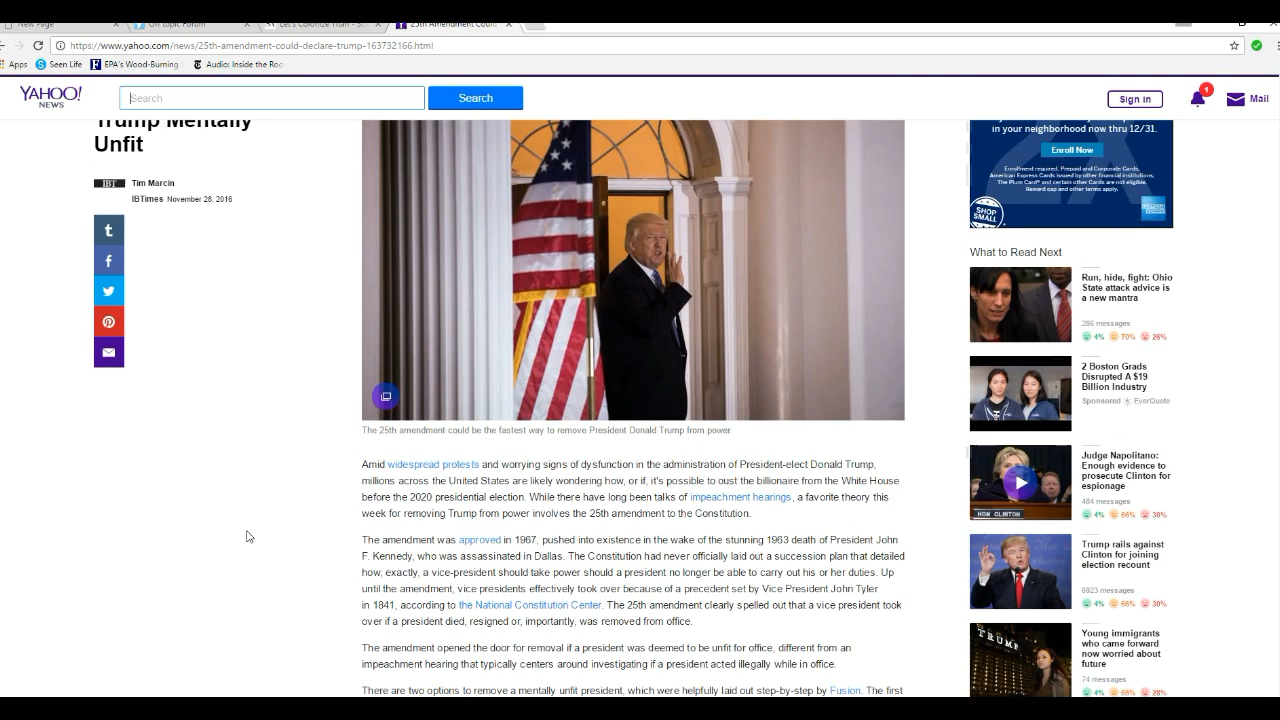 New Page
Off topic Forum
Let's Colonize Titan - Sc
25th Amendment Could
https://www.yahoo.com/news/25th-amendment-could-declare-trump-163732166.html
Apps
Seen Life
EPA's Wood-Burning
Audio: Inside the Ro
YAHOO!
NEWS
Search
Search
Sign in
1
Mail
Trump Mentally
Unfit
IBT
Tim Marcin
IBTimes November 28, 2016
The 25th amendment could be the fastest way to remove President Donald Trump from power.
Amid widespread protests and worrying signs of dysfunction in the administration of President-elect Donald Trump,
millions across the United States are likely wondering how, or if, it's possible to oust the billionaire from the White House
before the 2020 presidential election. While there have long been talks of impeachment hearings, a favorite theory this
week for removing Trump from power involves the 25th amendment to the Constitution.
The amendment was approved in 1967, pushed into existence in the wake of the stunning 1963 death of President John
F. Kennedy, who was assassinated in Dallas. The Constitution had never officially laid out a succession plan that detailed
how, exactly, a vice-president should take power should a president no longer be able to carry out his or her duties. Up
until the amendment, vice presidents effectively took over because of a precedent set by Vice President John Tyler
in 1841, according to the National Constitution Center. The 25th amendment clearly spelled out that a vice president took
over if a president died, resigned or, importantly, was removed from office.
The amendment opened the door for removal if a president was deemed to be unfit for office, different from an
impeachment hearing that typically centers around investigating if a president acted illegally while in office.
There are two options to remove a mentally unfit president, which were helpfully laid out step-by-step by Fusion. The first
in your neighborhood now thru 12/31.
Enroll Now
Enrollment required. Prepaid and Corporate Cards,
American Express Cards issued by other financial institutions,
The Plum Card® and certain other Cards are not eligible.
Reward cap and other terms apply.
SHOP
SMALL
What to Read Next
Run, hide, fight: Ohio
State attack advice is
a new mantra
286 messages
4% 70% 26%
2 Boston Grads
Disrupted A $19
Billion Industry
Sponsored EverQuote
HON CLINTON
Judge Napolitano:
Enough evidence to
prosecute Clinton for
espionage
484 messages
4% 66% 30%
Trump rails against
Clinton for joining
election recount
6923 messages
4% 66% 30%
TRUMP
Young immigrants
who came forward
now worried about
future
74 messages
4% 68% 28%